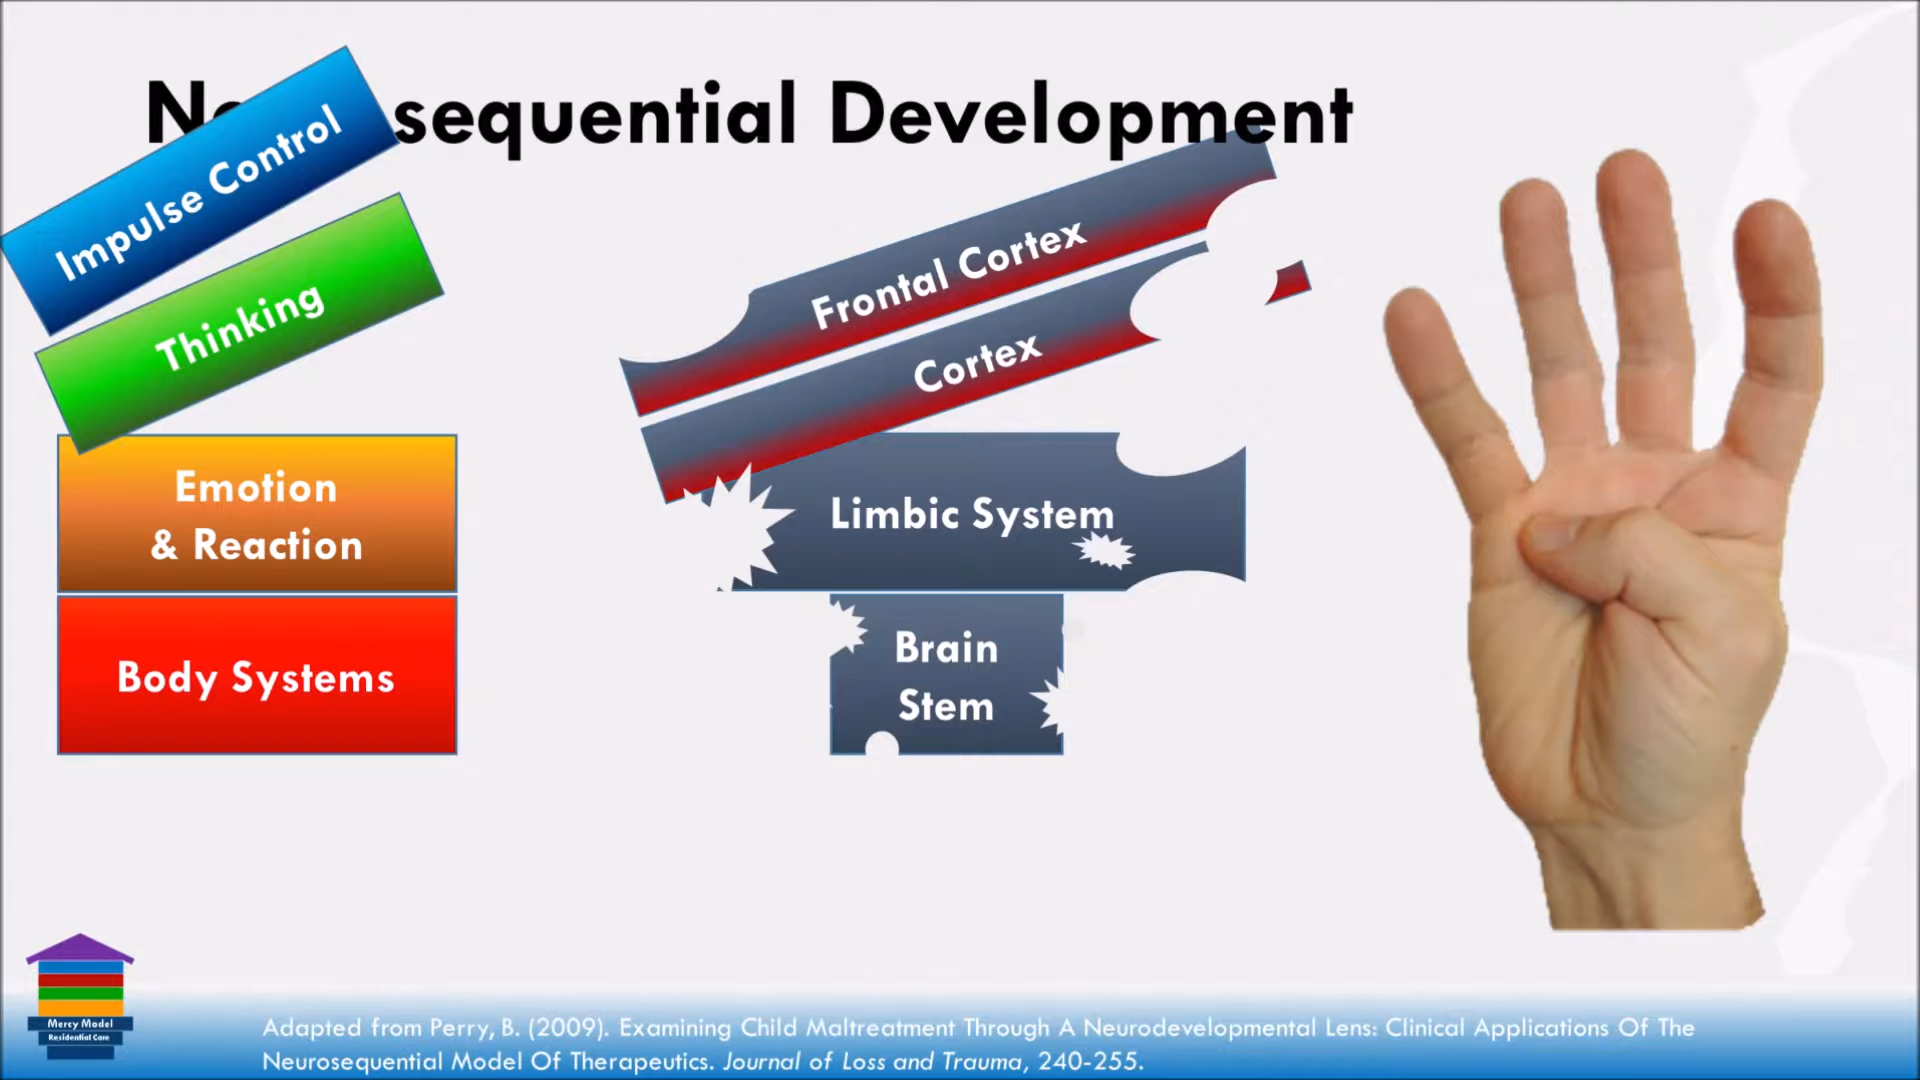 N sequential Development
Impulse Control
Thinking
Emotion
& Reaction
Body Systems
Frontal Cortex
Cortex
Limbic System
Brain
Stem
Mercy Model
Residential Care
Adapted from Perry, B. (2009). Examining Child Maltreatment Through A Neurodevelopmental Lens: Clinical Applications Of The
Neurosequential Model Of Therapeutics. Journal of Loss and Trauma, 240-255.